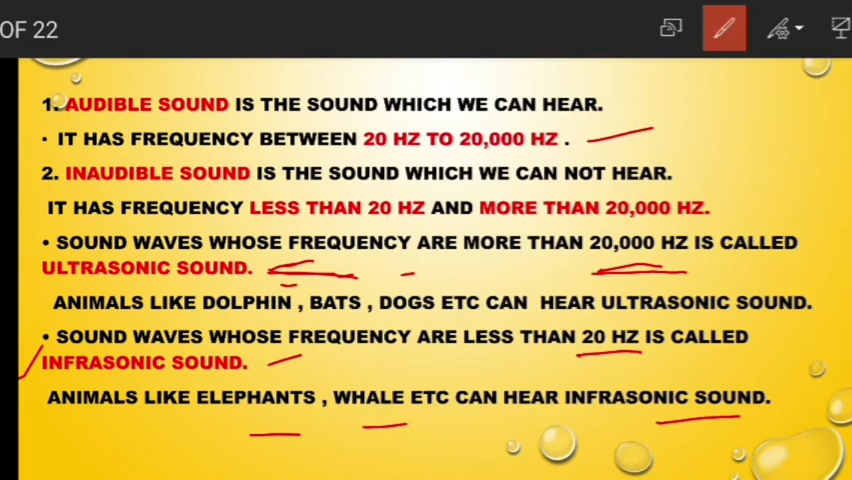 OF 22
1. AUDIBLE SOUND IS THE SOUND WHICH WE CAN HEAR.
• IT HAS FREQUENCY BETWEEN 20 HZ TO 20,000 HZ .
2. INAUDIBLE SOUND IS THE SOUND WHICH WE CAN NOT HEAR.
IT HAS FREQUENCY LESS THAN 20 HZ AND MORE THAN 20,000 HZ.
• SOUND WAVES WHOSE FREQUENCY ARE MORE THAN 20,000 HZ IS CALLED
ULTRASONIC SOUND.
ANIMALS LIKE DOLPHIN , BATS , DOGS ETC CAN HEAR ULTRASONIC SOUND.
• SOUND WAVES WHOSE FREQUENCY ARE LESS THAN 20 HZ IS CALLED
INFRASONIC SOUND.
ANIMALS LIKE ELEPHANTS , WHALE ETC CAN HEAR INFRASONIC SOUND.